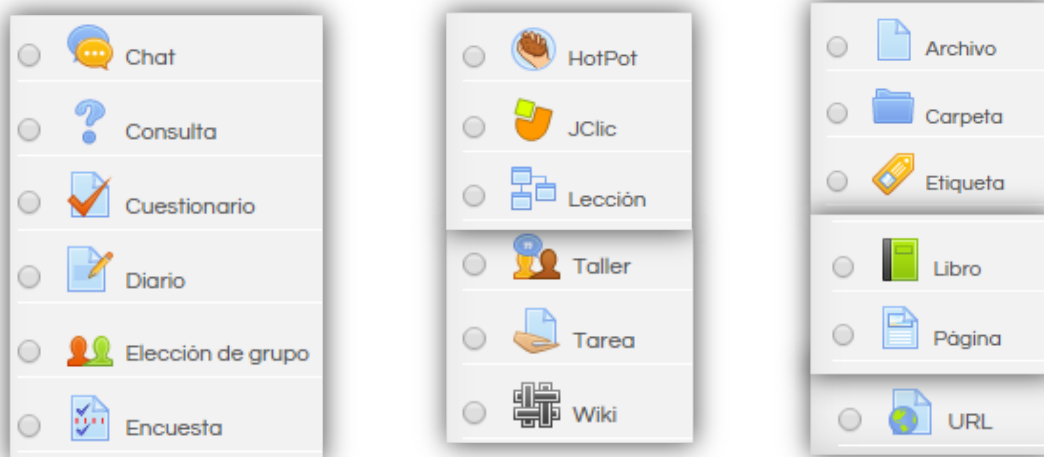 Chat
Consulta
Cuestionario
Diario
Elección de grupo
Encuesta
HotPot
JClic
Lección
Taller
Tarea
Wiki
Archivo
Carpeta
Etiqueta
Libro
Página
URL